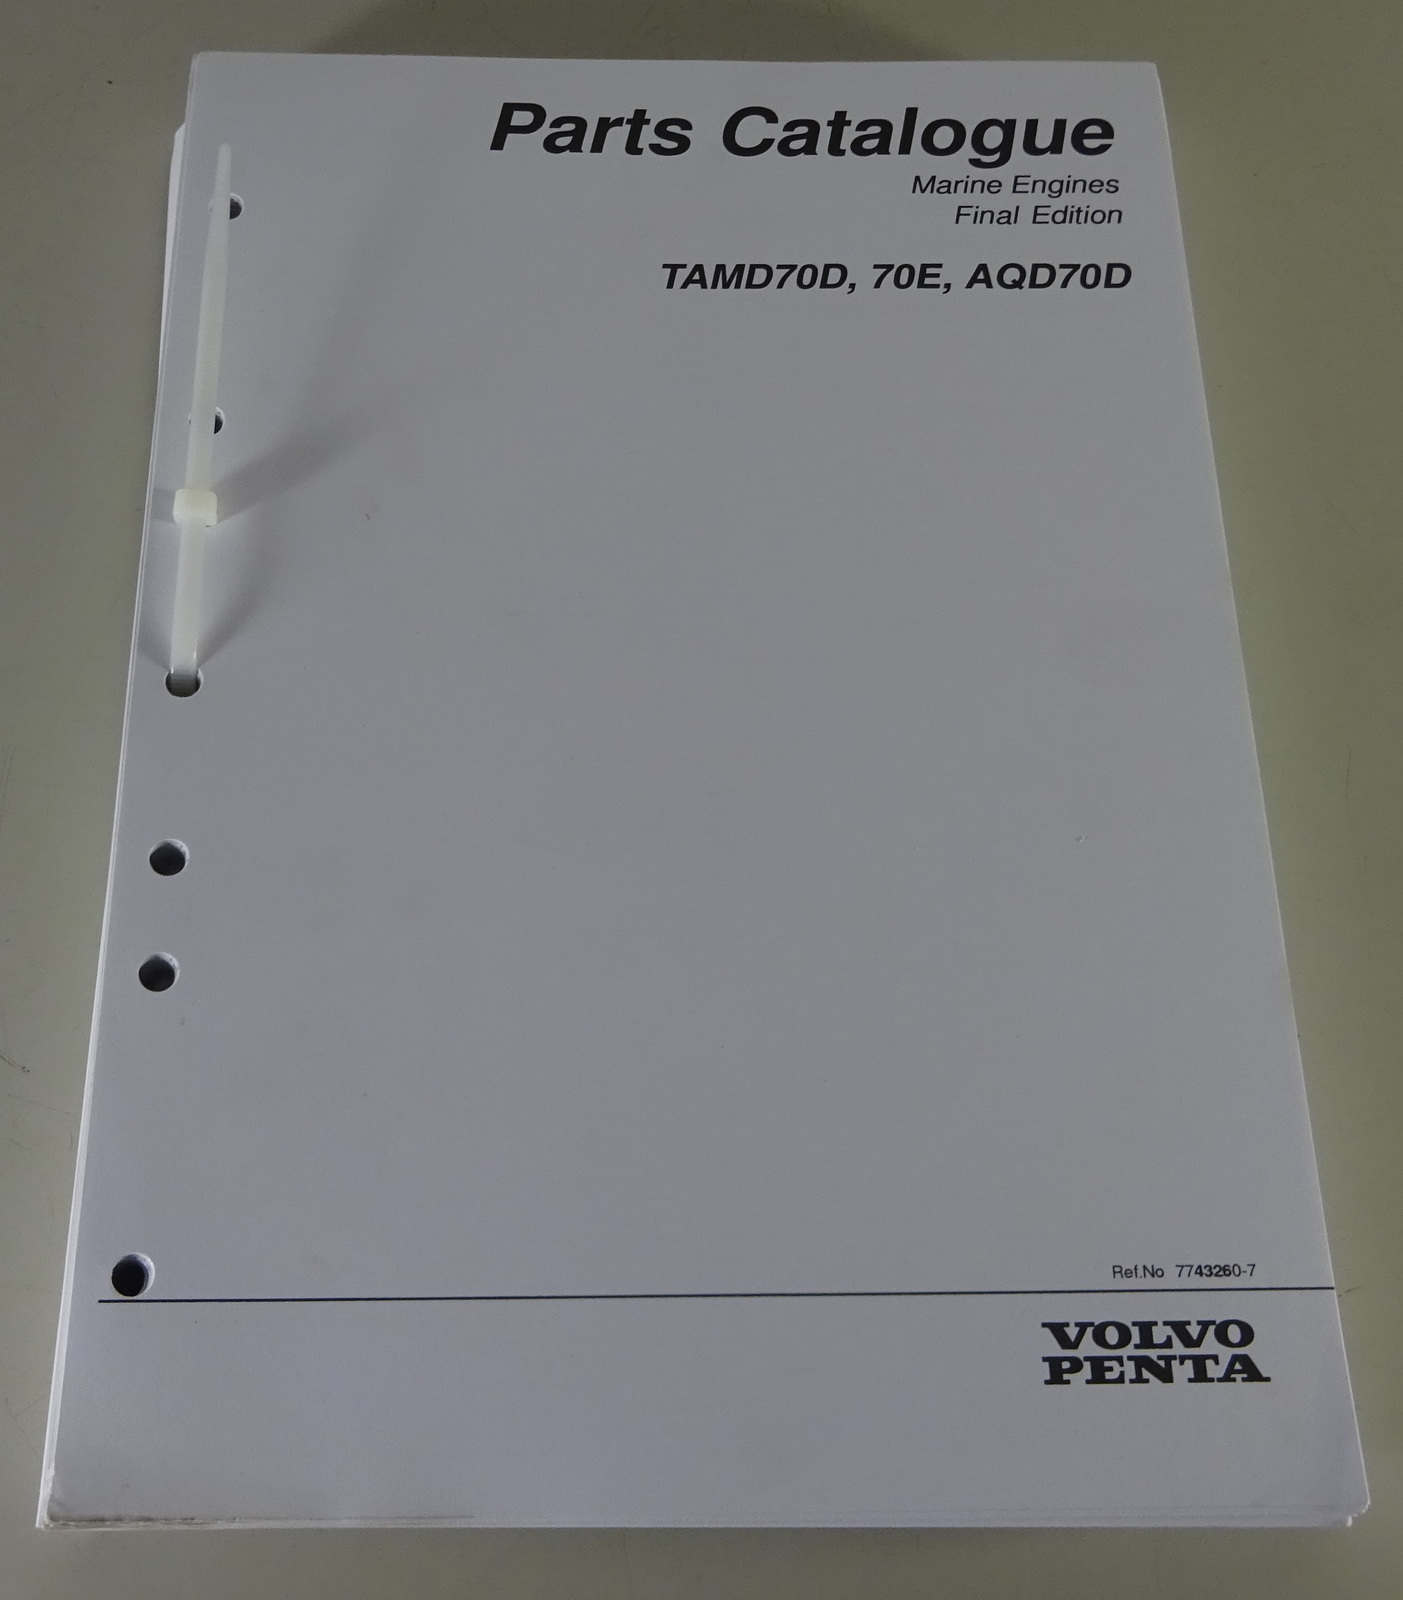 Parts Catalogue
Marine Engines
Final Edition
TAMD70D, 70E, AQD70D
Ref.No 7743260-7
VOLVO
PENTA